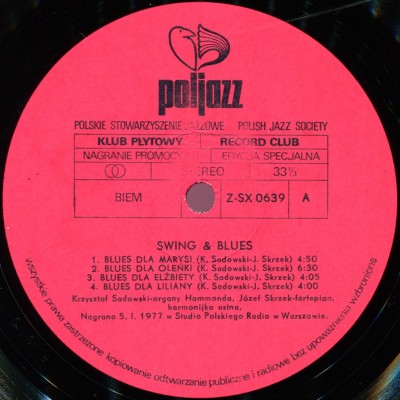 poljazz
POLSKIE STOWARZYSZENIE JAZZOWE POLISH JAZZ SOCIETY
KLUB PŁYTOWY RECORD CLUB
NAGRANIE PROMOCYJNE EDYCJA SPECJALNA
STEREO 33⅓
BIEM Z-SX 0639 A
SWING & BLUES
1. BLUES DLA MARYSI (K. Sadowski-J. Skrzek) 4:50
2. BLUES DLA OLEŃKI (K. Sadowski-J. Skrzek) 6:30
3. BLUES DLA ELŻBIETY (K. Sadowski-J. Skrzek) 4:05
4. BLUES DLA LILIANY (K. Sadowski-J. Skrzek) 4:00
Krzysztof Sadowski-organy Hammonda, Józef Skrzek-fortepian,
harmonijka ustna.
Nagrano 5. I. 1977 w Studio Polskiego Radia w Warszawie.
Wszystkie prawa zastrzeżone kopiowanie odtwarzanie publiczne i radiowe bez upoważnienia wzbronione